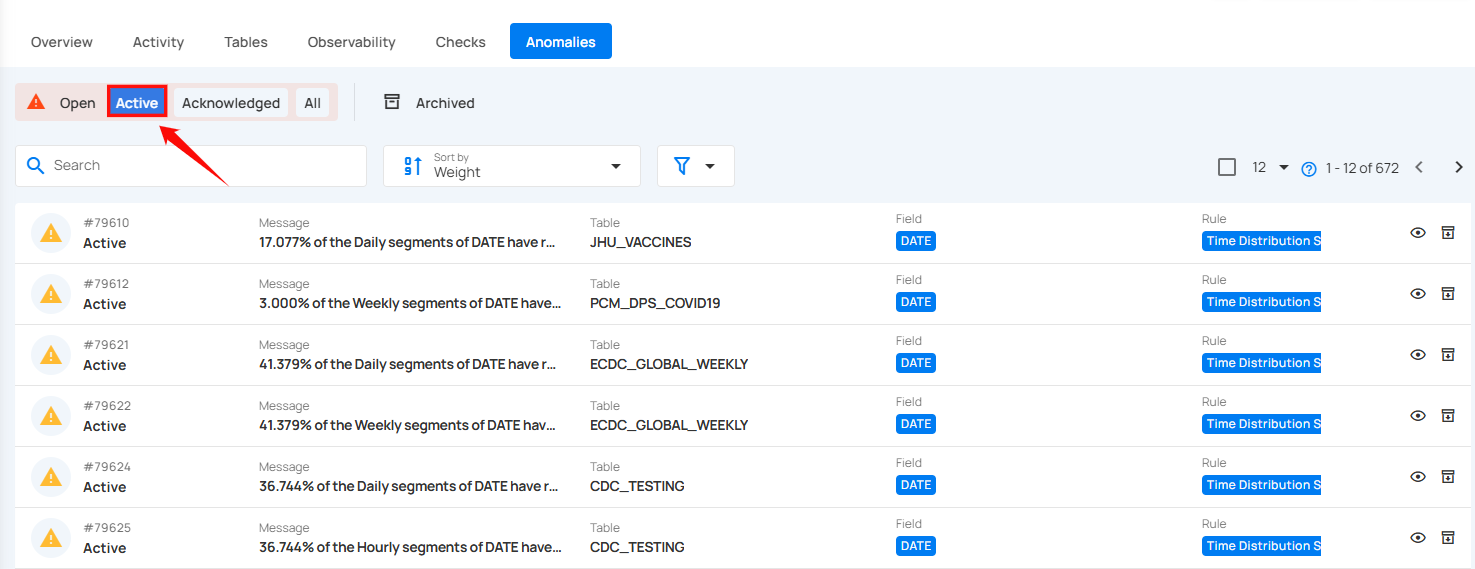 Overview Activity Tables Observability Checks Anomalies
Open Active Acknowledged All Archived
Search Sort by Weight 12 1 - 12 of 672
#79610 Message Table Field Rule
Active 17.077% of the Daily segments of DATE have r... JHU_VACCINES DATE Time Distribution S
#79612 Message Table Field Rule
Active 3.000% of the Weekly segments of DATE have... PCM_DPS_COVID19 DATE Time Distribution S
#79621 Message Table Field Rule
Active 41.379% of the Daily segments of DATE have r... ECDC_GLOBAL_WEEKLY DATE Time Distribution S
#79622 Message Table Field Rule
Active 41.379% of the Weekly segments of DATE hav... ECDC_GLOBAL_WEEKLY DATE Time Distribution S
#79624 Message Table Field Rule
Active 36.744% of the Daily segments of DATE have r... CDC_TESTING DATE Time Distribution S
#79625 Message Table Field Rule
Active 36.744% of the Hourly segments of DATE have... CDC_TESTING DATE Time Distribution S